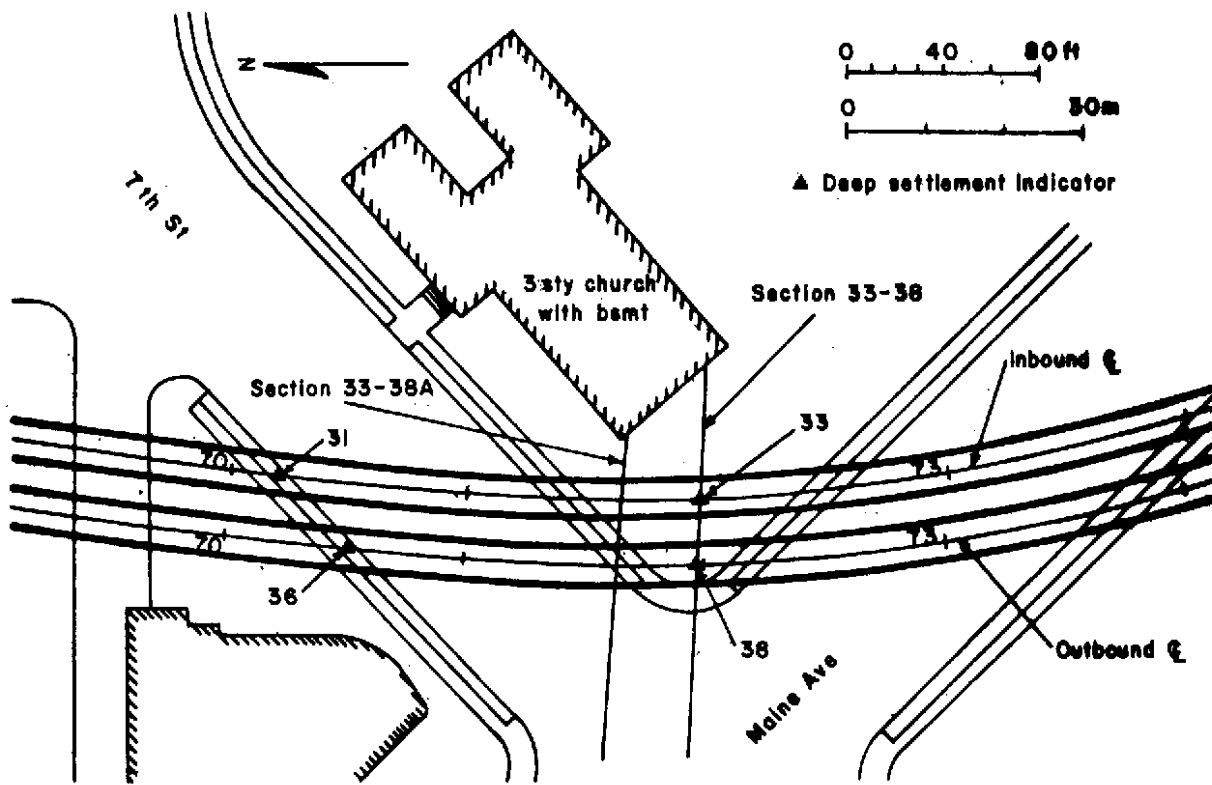 0 40 80 ft
N
0 30m
▲ Deep settlement Indicator
7th St
3 sty church
with bsmt
Section 33-38
Inbound ℄
Section 33-38A
31
33
70
73
70
73
36
38
Outbound ℄
Maine Ave